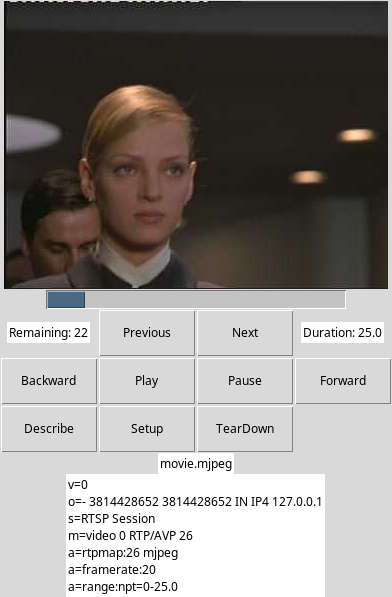 Remaining: 22
Previous
Next
Duration: 25.0
Backward
Play
Pause
Forward
Describe
Setup
TearDown
movie.mjpeg
v=0
o=- 3814428652 3814428652 IN IP4 127.0.0.1
s=RTSP Session
m=video 0 RTP/AVP 26
a=rtpmap:26 mjpeg
a=framerate:20
a=range:npt=0-25.0